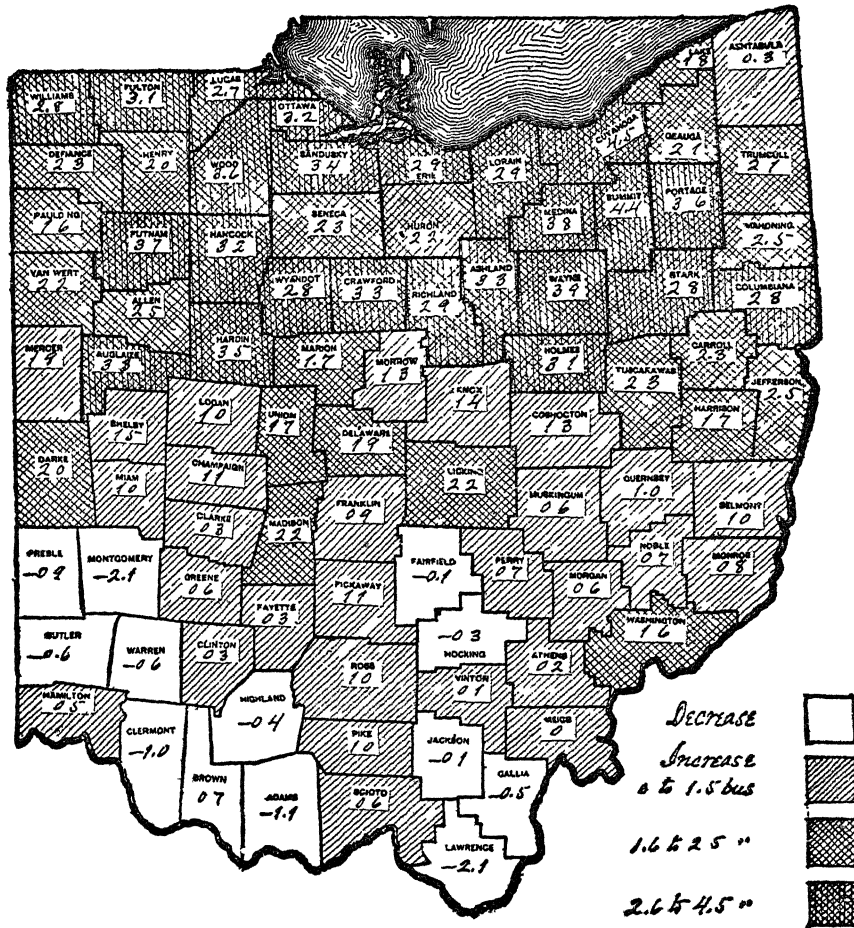 LAKE
1 8
ASHTABULA
0.3
WILLIAMS
2.8
FULTON
3.1
LUCAS
2.7
OTTAWA
3.2
CUYAHOGA
4.5
GEAUGA
2 1
TRUMBULL
2 1
DEFIANCE
2 3
HENRY
2 0
WOOD
3.6
SANDUSKY
3 4
2 9
ERIE
LORAIN
2 9
PORTAGE
3 6
SUMMIT
4.4
MEDINA
3 8
PAULDING
1 6
PUTNAM
3 7
HANCOCK
3 2
SENECA
2 3
HURON
2 2
MAHONING
2.5
VAN WERT
2 2
ALLEN
2 5
WYANDOT
2 8
CRAWFORD
3 3
RICHLAND
2 9
ASHLAND
3 3
WAYNE
3 9
STARK
2 8
COLUMBIANA
2 8
MERCER
AUGLAIZE
3 8
HARDIN
3 5
MARION
1.7
MORROW
1 3
HOLMES
3 1
TUSCARAWAS
2 3
CARROLL
JEFFERSON
2.5
HARRISON
1 7
SHELBY
1 5
LOGAN
1 0
UNION
1 7
DELAWARE
1 9
KNOX
1 4
COSHOCTON
1 3
DARKE
2 0
MIAMI
1 0
CHAMPAIGN
1 1
CLARKE
0 3
MADISON
2 2
FRANKLIN
0 9
LICKING
2 2
MUSKINGUM
0 6
GUERNSEY
1.0
BELMONT
1 0
PREBLE
-0 9
MONTGOMERY
-2.1
GREENE
0 6
FAYETTE
0 3
PICKAWAY
1 1
FAIRFIELD
-0.1
PERRY
0 7
MORGAN
0 6
NOBLE
0 7
MONROE
0 8
WASHINGTON
1 6
BUTLER
-0.6
WARREN
-0 6
CLINTON
0 3
ROSS
1 0
-0 3
HOCKING
ATHENS
0 2
HAMILTON
0 5
CLERMONT
-1.0
HIGHLAND
-0 4
PIKE
1 0
VINTON
0 1
JACKSON
-0 1
MEIGS
0
BROWN
0 7
ADAMS
-1.1
SCIOTO
0 6
GALLIA
-0.5
LAWRENCE
-2.1
Decrease
Increase
0 to 1.5 bus
1.6 to 2 5 "
2.6 to 4.5 "